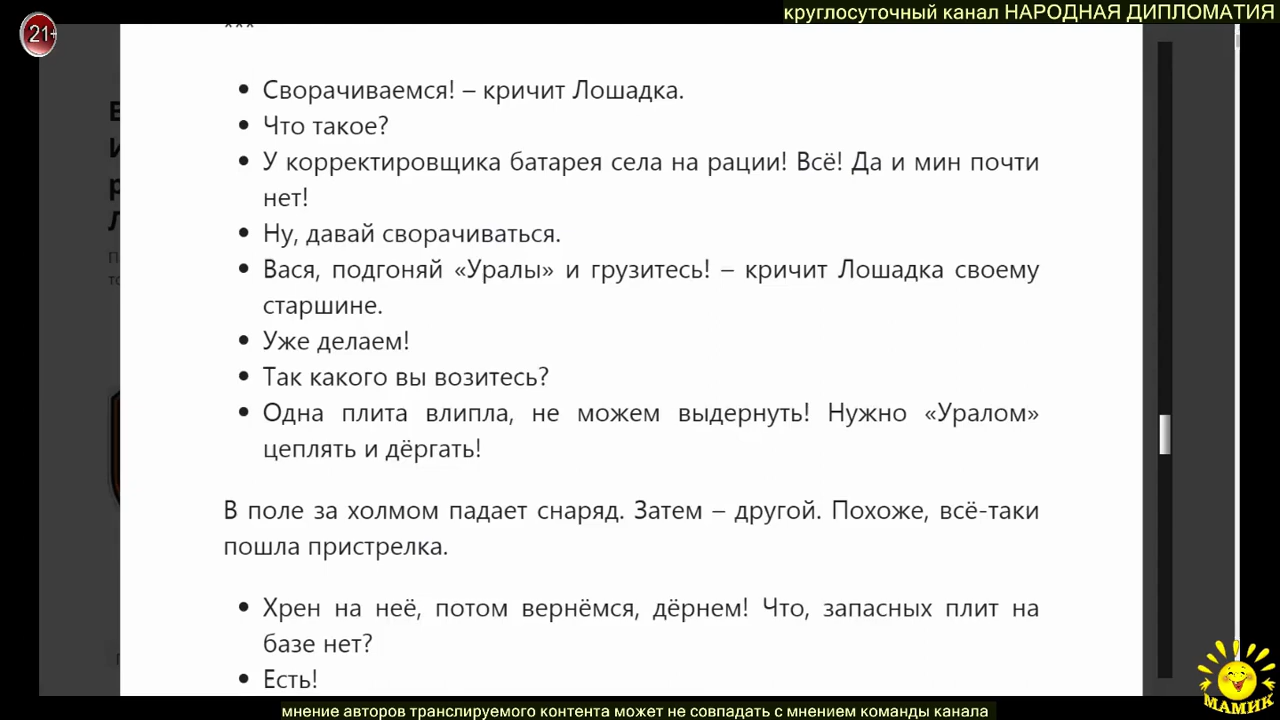 круглосуточный канал НАРОДНАЯ ДИПЛОМАТИЯ
21+
***
• Сворачиваемся! – кричит Лошадка.
• Что такое?
• У корректировщика батарея села на рации! Всё! Да и мин почти
нет!
• Ну, давай сворачиваться.
• Вася, подгоняй «Уралы» и грузитесь! – кричит Лошадка своему
старшине.
• Уже делаем!
• Так какого вы возитесь?
• Одна плита влипла, не можем выдернуть! Нужно «Уралом»
цеплять и дёргать!
В поле за холмом падает снаряд. Затем – другой. Похоже, всё-таки
пошла пристрелка.
• Хрен на неё, потом вернёмся, дёрнем! Что, запасных плит на
базе нет?
• Есть!
МАМИК
мнение авторов транслируемого контента может не совпадать с мнением команды канала